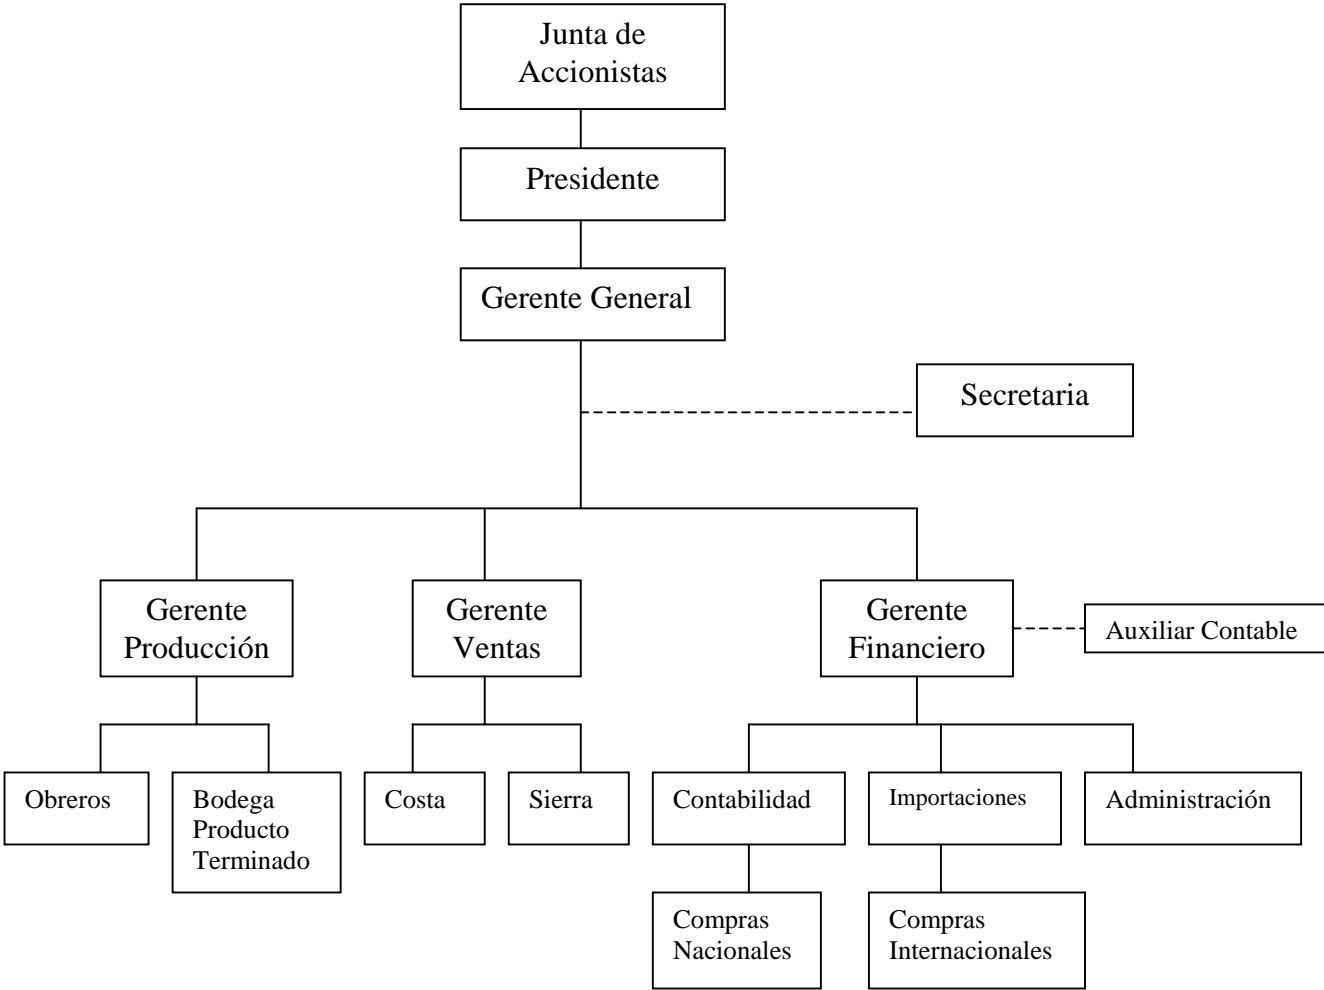 Junta de
Accionistas
Presidente
Gerente General
Secretaria
Gerente
Producción
Gerente
Ventas
Gerente
Financiero
Auxiliar Contable
Obreros
Bodega
Producto
Terminado
Costa
Sierra
Contabilidad
Importaciones
Administración
Compras
Nacionales
Compras
Internacionales